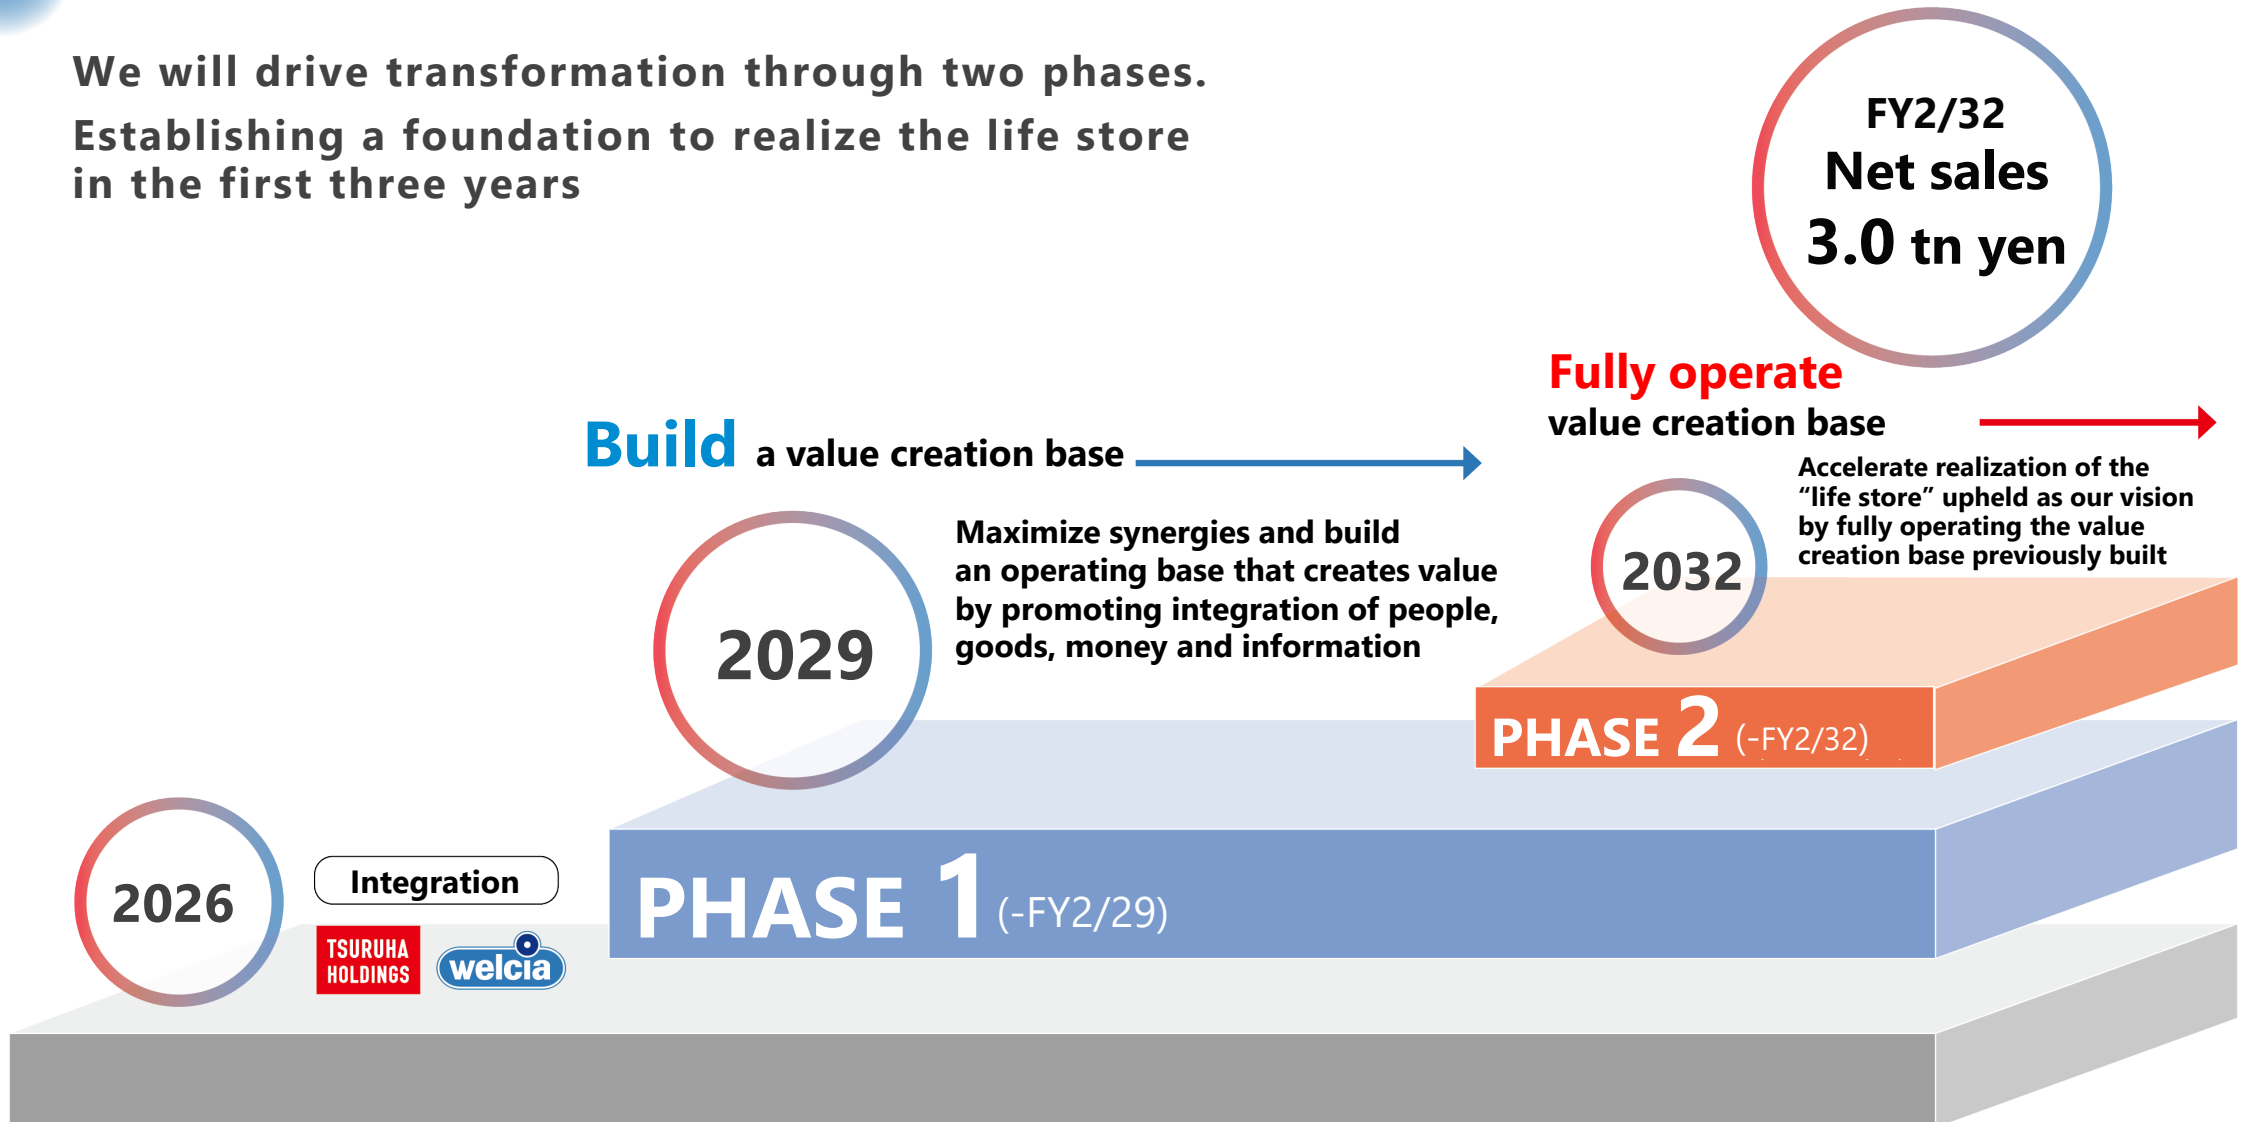 We will drive transformation through two phases.
Establishing a foundation to realize the life store
in the first three years
FY2/32
Net sales
3.0 tn yen
Fully operate
value creation base
Build a value creation base
Accelerate realization of the
“life store” upheld as our vision
by fully operating the value
creation base previously built
2032
Maximize synergies and build
an operating base that creates value
by promoting integration of people,
goods, money and information
2029
PHASE 2 (-FY2/32)
PHASE 1 (-FY2/29)
2026
Integration
TSURUHA
HOLDINGS
welcia